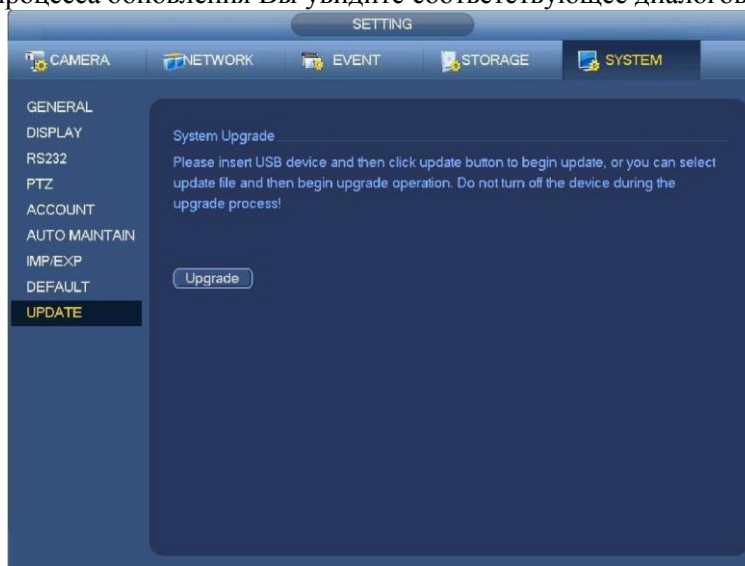 процесса обновления Вы увидите соответствующее диалогов
SETTING
CAMERA NETWORK EVENT STORAGE SYSTEM
GENERAL
DISPLAY
RS232
PTZ
ACCOUNT
AUTO MAINTAIN
IMP/EXP
DEFAULT
UPDATE
System Upgrade
Please insert USB device and then click update button to begin update, or you can select
update file and then begin upgrade operation. Do not turn off the device during the
upgrade process!
Upgrade